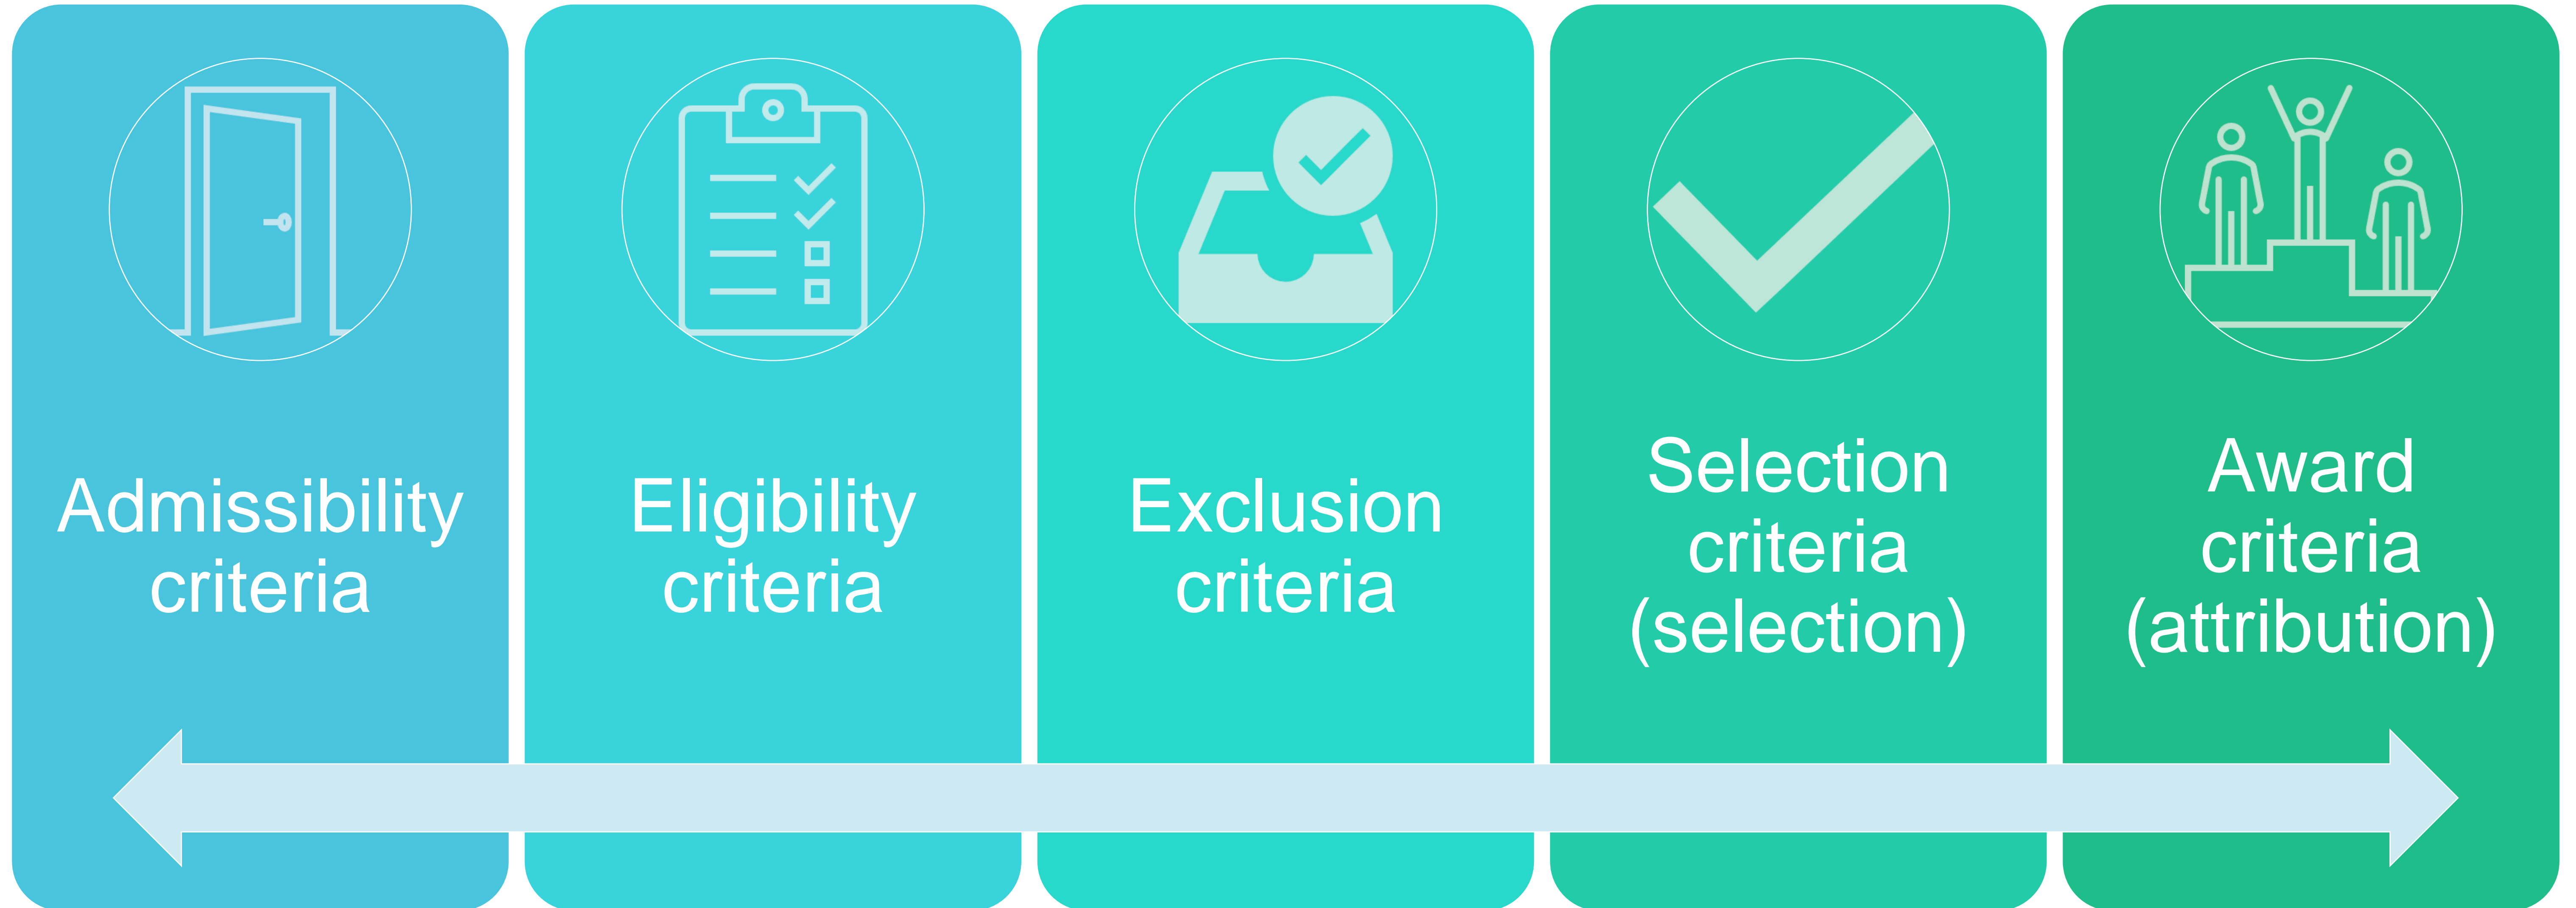 Admissibility
criteria
Eligibility
criteria
Exclusion
criteria
Selection
criteria
(selection)
Award
criteria
(attribution)